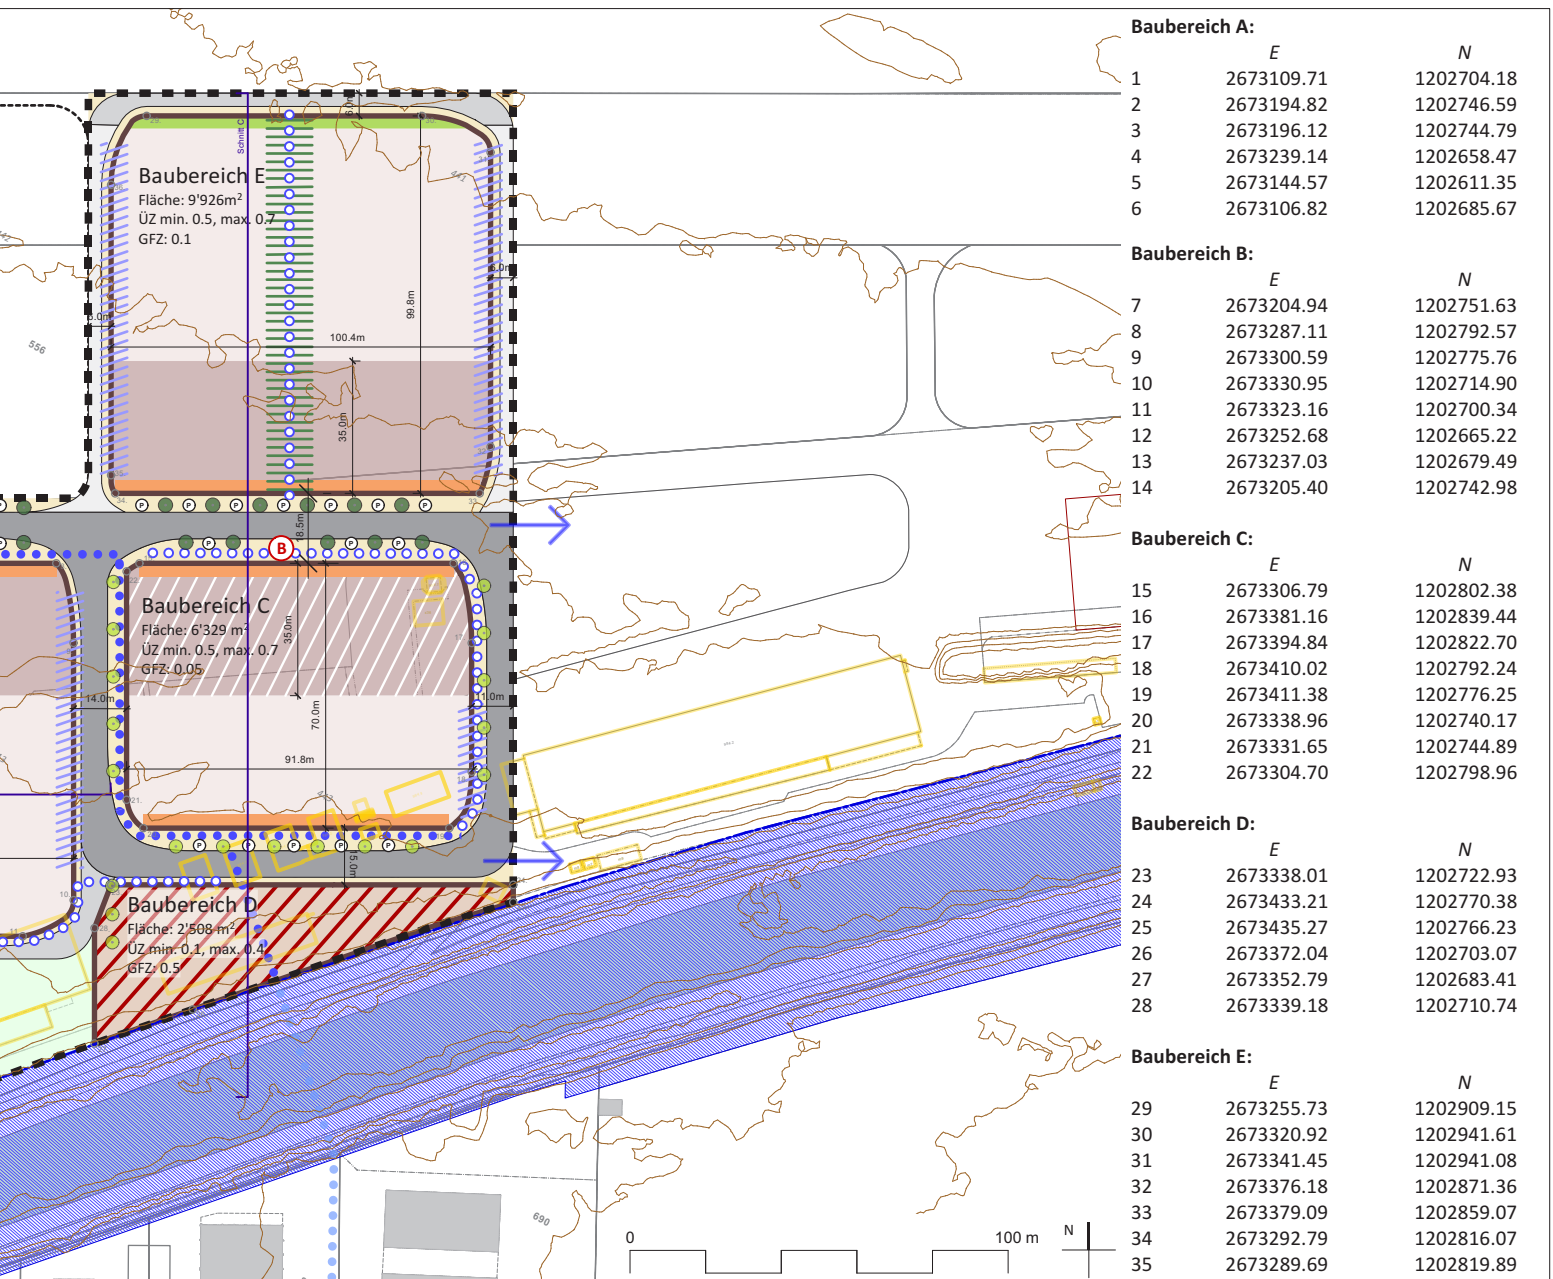 Baubereich E
Fläche: 9'926m²
ÜZ min. 0.5, max. 0.7
GFZ: 0.1
Schnitt C
6.0m
99.8m
100.4m
35.0m
6.0m
556
441
18.5m
B
Baubereich C
Fläche: 6'329 m²
ÜZ min. 0.5, max. 0.7
GFZ: 0.05
35.0m
70.0m
91.8m
14.0m
11.0m
15.0m
Baubereich D
Fläche: 2'508 m²
ÜZ min. 0.1, max. 0.4
GFZ: 0.5
690
0
100 m
N
Baubereich A:
E N
1 2673109.71 1202704.18
2 2673194.82 1202746.59
3 2673196.12 1202744.79
4 2673239.14 1202658.47
5 2673144.57 1202611.35
6 2673106.82 1202685.67
Baubereich B:
E N
7 2673204.94 1202751.63
8 2673287.11 1202792.57
9 2673300.59 1202775.76
10 2673330.95 1202714.90
11 2673323.16 1202700.34
12 2673252.68 1202665.22
13 2673237.03 1202679.49
14 2673205.40 1202742.98
Baubereich C:
E N
15 2673306.79 1202802.38
16 2673381.16 1202839.44
17 2673394.84 1202822.70
18 2673410.02 1202792.24
19 2673411.38 1202776.25
20 2673338.96 1202740.17
21 2673331.65 1202744.89
22 2673304.70 1202798.96
Baubereich D:
E N
23 2673338.01 1202722.93
24 2673433.21 1202770.38
25 2673435.27 1202766.23
26 2673372.04 1202703.07
27 2673352.79 1202683.41
28 2673339.18 1202710.74
Baubereich E:
E N
29 2673255.73 1202909.15
30 2673320.92 1202941.61
31 2673341.45 1202941.08
32 2673376.18 1202871.36
33 2673379.09 1202859.07
34 2673292.79 1202816.07
35 2673289.69 1202819.89